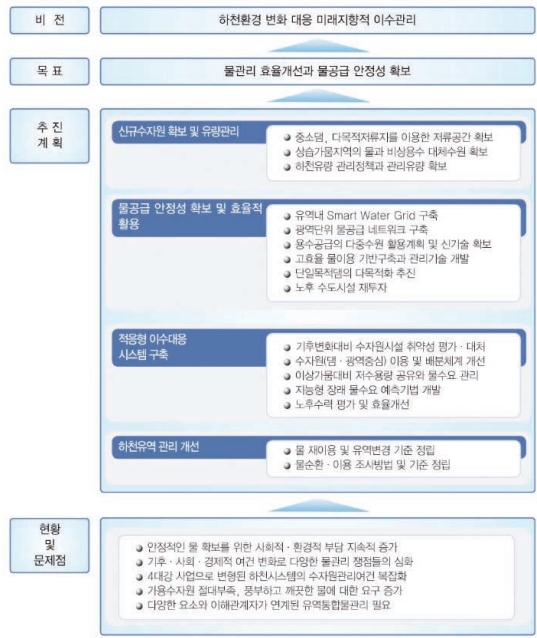 비 전
하천환경 변화 대응 미래지향적 이수관리
목 표
물관리 효율개선과 물공급 안정성 확보
추 진
계 획
신규수자원 확보 및 유량관리
중소댐, 다목적저류지를 이용한 저류공간 확보
상습가뭄지역의 물과 비상용수 대체수원 확보
하천유량 관리정책과 관리유량 확보
물공급 안정성 확보 및 효율적
활용
유역내 Smart Water Grid 구축
광역단위 물공급 네트워크 구축
용수공급의 다중수원 활용계획 및 신기술 확보
고효율 물이용 기반구축과 관리기술 개발
단일목적댐의 다목적화 추진
노후 수도시설 재투자
적응형 이수대응
시스템 구축
기후변화대비 수자원시설 취약성 평가 · 대처
수자원(댐 · 광역중심) 이용 및 배분체계 개선
이상가뭄대비 저수용량 공유와 물수요 관리
지능형 장래 물수요 예측기법 개발
노후수력 평가 및 효율개선
하천유역 관리 개선
물 재이용 및 유역변경 기준 정립
물순환 · 이용 조사방법 및 기준 정립
현황
및
문제점
안정적인 물 확보를 위한 사회적 · 환경적 부담 지속적 증가
기후 · 사회 · 경제적 여건 변화로 다양한 물관리 쟁점들의 심화
4대강 사업으로 변형된 하천시스템의 수자원관리여건 복잡화
가용수자원 절대부족, 풍부하고 깨끗한 물에 대한 요구 증가
다양한 요소와 이해관계자가 연계된 유역통합물관리 필요